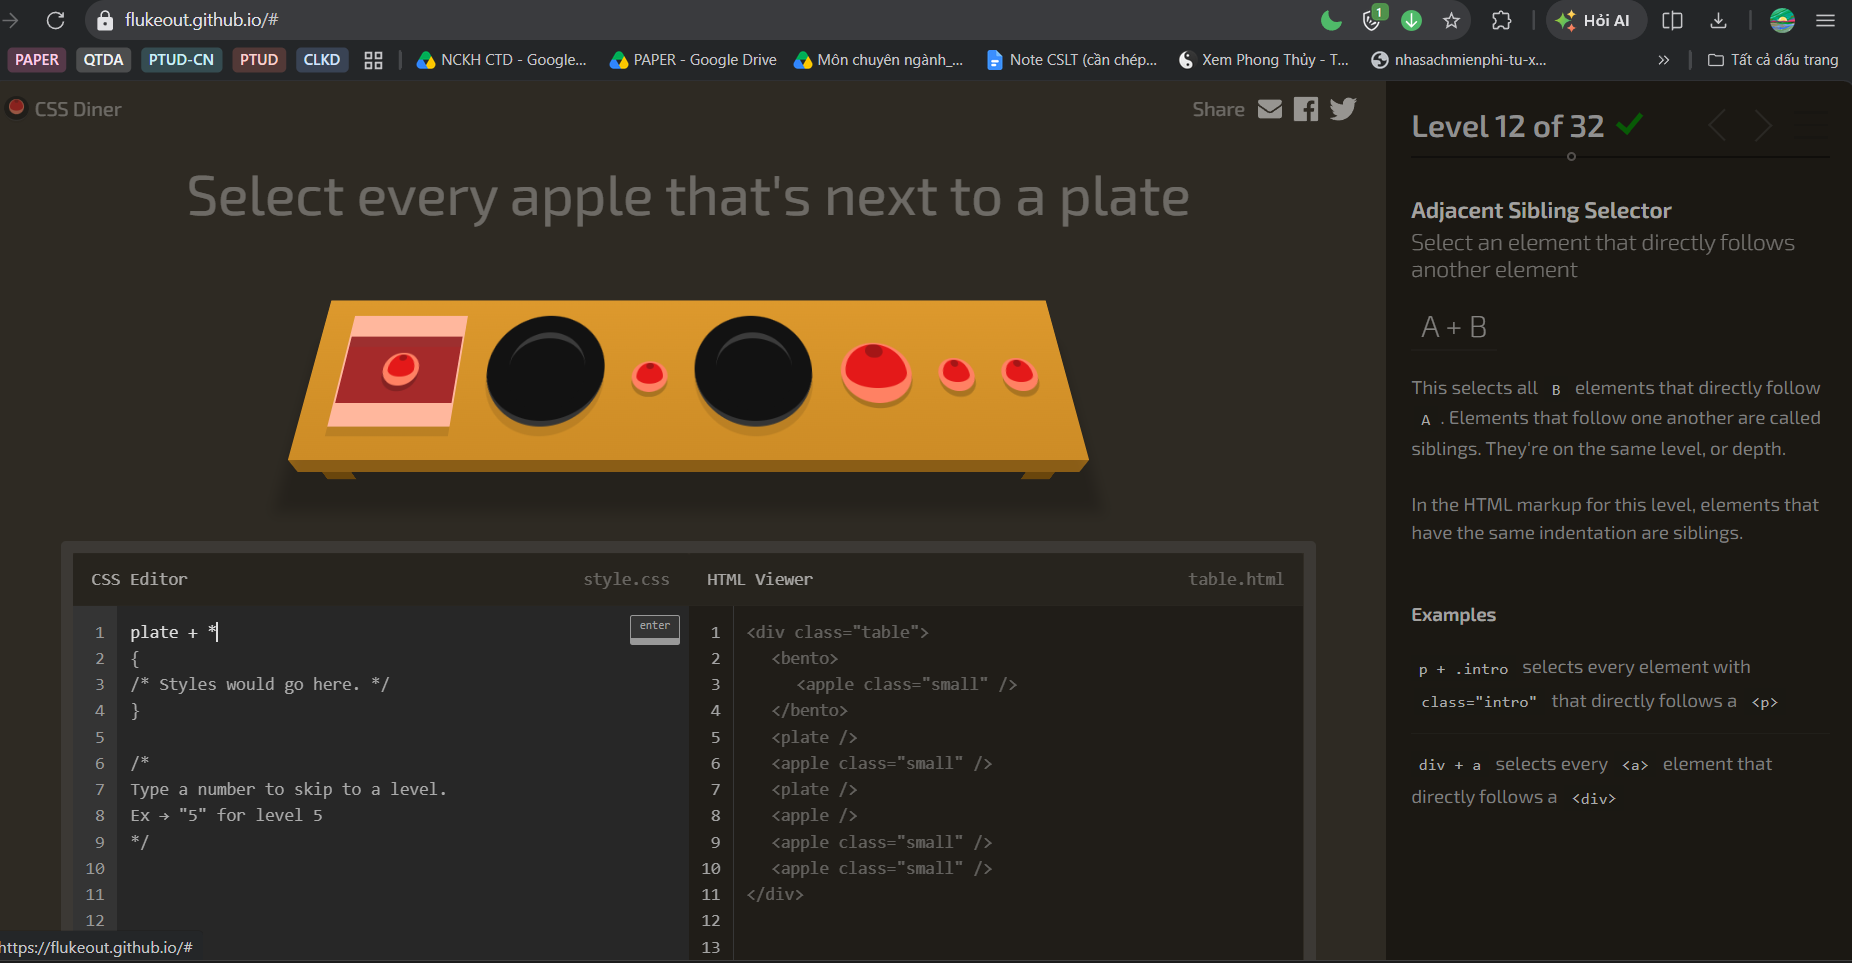 flukeout.github.io/#
1
Hỏi AI
PAPER
QTDA
PTUD-CN
PTUD
CLKD
NCKH CTD - Google...
PAPER - Google Drive
Môn chuyên ngành_...
Note CSLT (cần chép...
Xem Phong Thủy - T...
nhasachmienphi-tu-x...
»
Tất cả dấu trang
CSS Diner
Share
Select every apple that's next to a plate
CSS Editor
style.css
1 plate + *
enter
2 {
3 /* Styles would go here. */
4 }
5
6 /*
7 Type a number to skip to a level.
8 Ex → "5" for level 5
9 */
10
11
12
HTML Viewer
table.html
1 <div class="table">
2 <bento>
3 <apple class="small" />
4 </bento>
5 <plate />
6 <apple class="small" />
7 <plate />
8 <apple />
9 <apple class="small" />
10 <apple class="small" />
11 </div>
12
13
Level 12 of 32
Adjacent Sibling Selector
Select an element that directly follows
another element
A + B
This selects all B elements that directly follow
A . Elements that follow one another are called
siblings. They're on the same level, or depth.
In the HTML markup for this level, elements that
have the same indentation are siblings.
Examples
p + .intro selects every element with
class="intro" that directly follows a <p>
div + a selects every <a> element that
directly follows a <div>
https://flukeout.github.io/#